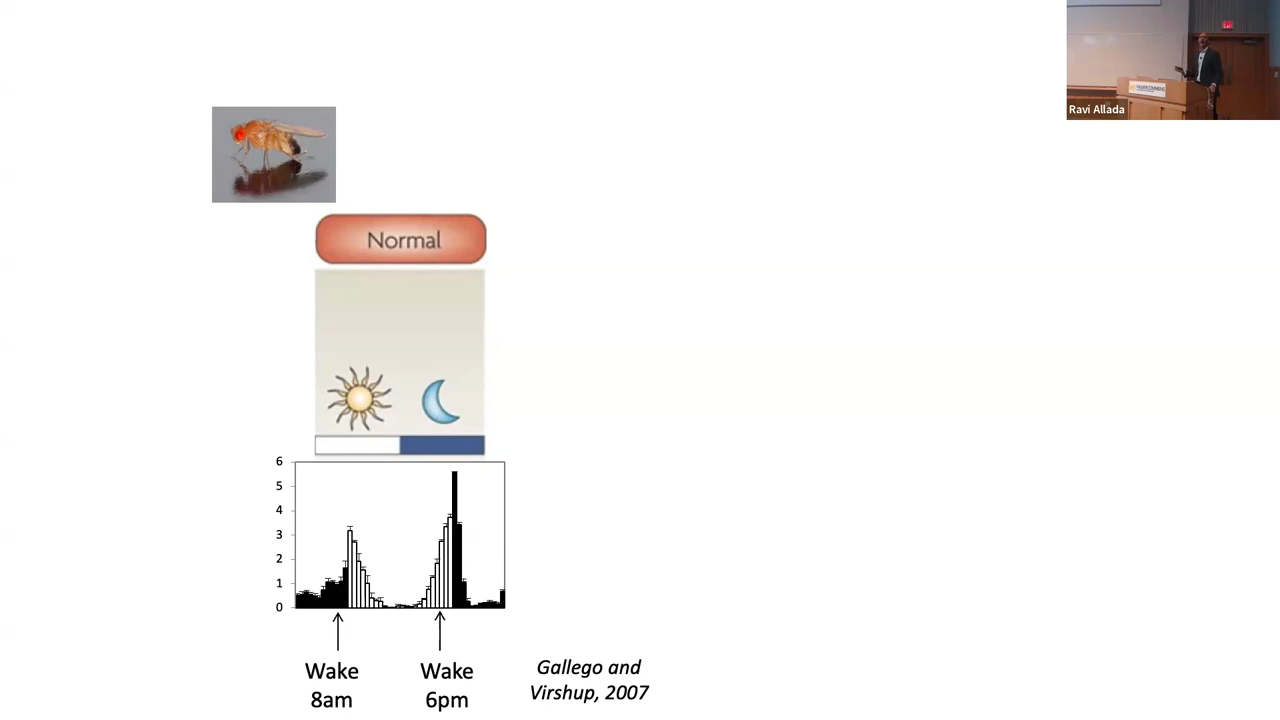 Ravi Allada
Normal
6
5
4
3
2
1
0
Wake
8am
Wake
6pm
Gallego and
Virshup, 2007